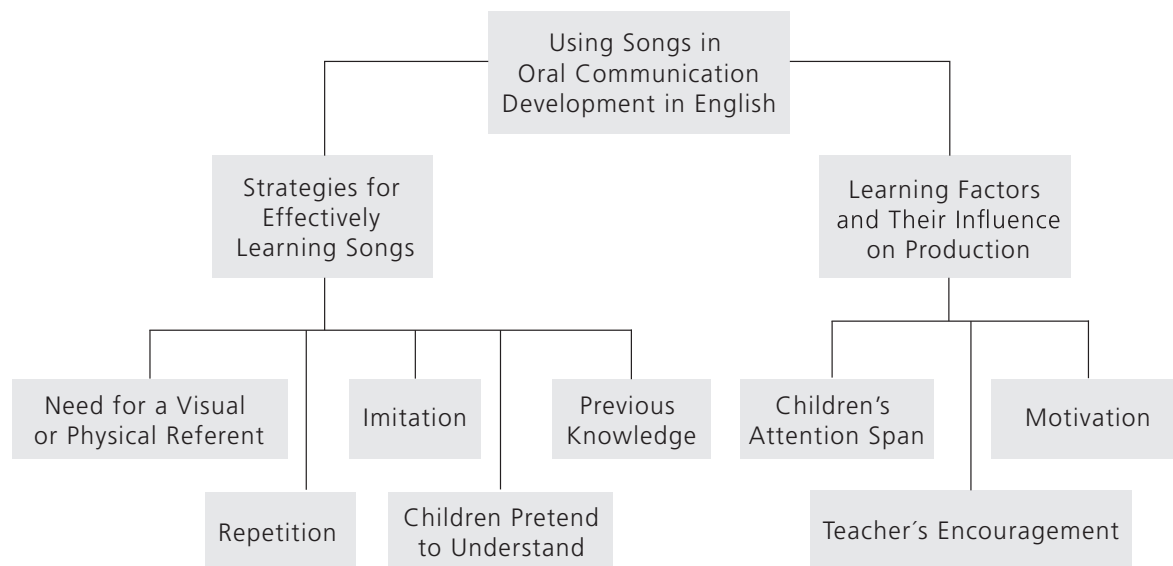 Using Songs in
Oral Communication
Development in English
Strategies for
Effectively
Learning Songs
Learning Factors
and Their Influence
on Production
Need for a Visual
or Physical Referent
Imitation
Previous
Knowledge
Children's
Attention Span
Motivation
Repetition
Children Pretend
to Understand
Teacher´s Encouragement